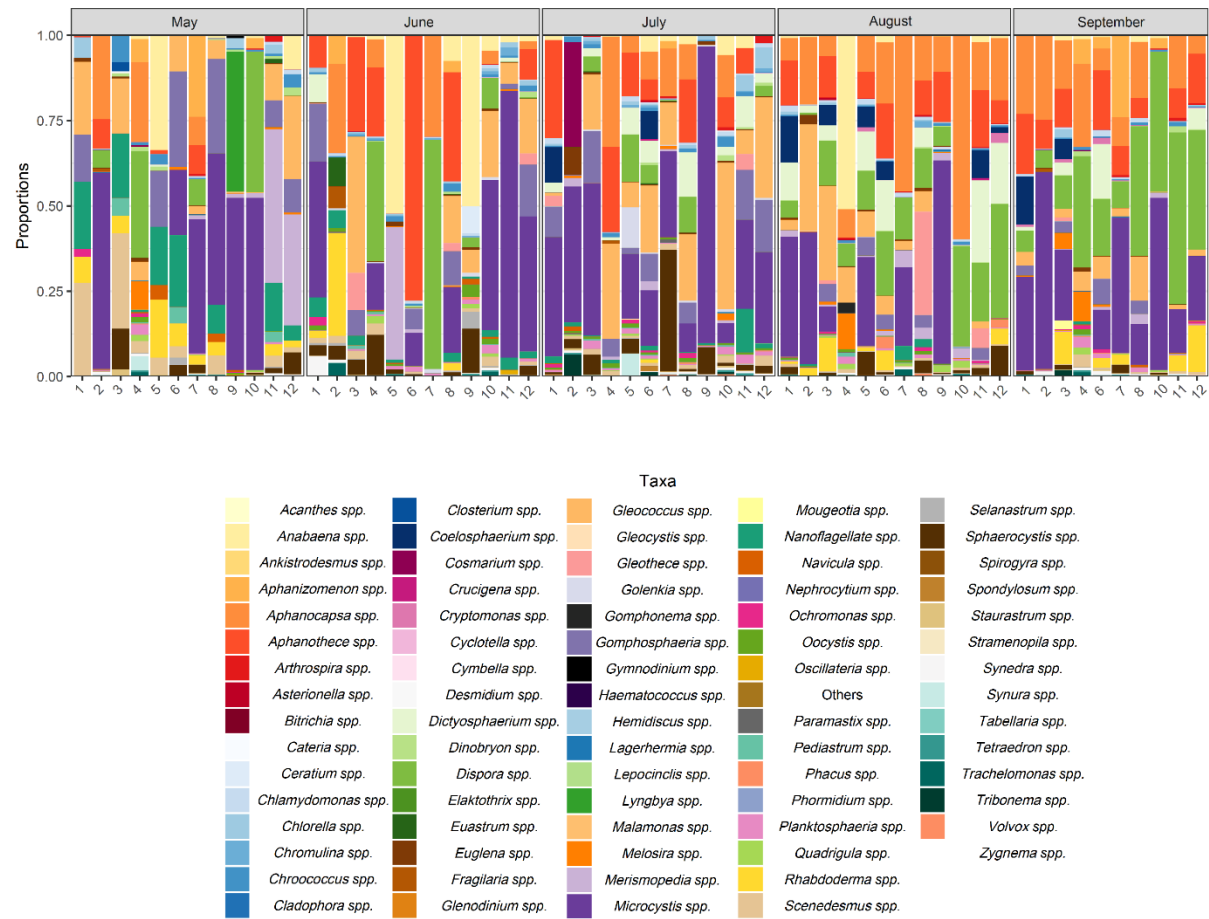 May June July August September
1.00
0.75
0.50
0.25
0.00
Proportions
1 2 3 4 5 6 7 8 9 10 11 12 1 2 3 4 5 6 7 8 9 10 11 12 1 2 3 4 5 6 7 8 9 10 11 12 1 2 3 4 5 6 7 8 9 10 11 12 1 2 3 4 6 7 8 10 11 12
Taxa
Acanthes spp. Closterium spp. Gleococcus spp. Mougeotia spp. Selanastrum spp.
Anabaena spp. Coelosphaerium spp. Gleocystis spp. Nanoflagellate spp. Sphaerocystis spp.
Ankistrodesmus spp. Cosmarium spp. Gleothece spp. Navicula spp. Spirogyra spp.
Aphanizomenon spp. Crucigena spp. Golenkia spp. Nephrocytium spp. Spondylosum spp.
Aphanocapsa spp. Cryptomonas spp. Gomphonema spp. Ochromonas spp. Staurastrum spp.
Aphanothece spp. Cyclotella spp. Gomphosphaeria spp. Oocystis spp. Stramenopila spp.
Arthrospira spp. Cymbella spp. Gymnodinium spp. Oscillateria spp. Synedra spp.
Asterionella spp. Desmidium spp. Haematococcus spp. Others Synura spp.
Bitrichia spp. Dictyosphaerium spp. Hemidiscus spp. Paramastix spp. Tabellaria spp.
Cateria spp. Dinobryon spp. Lagerhermia spp. Pediastrum spp. Tetraedron spp.
Ceratium spp. Dispora spp. Lepocinclis spp. Phacus spp. Trachelomonas spp.
Chlamydomonas spp. Elaktothrix spp. Lyngbya spp. Phormidium spp. Tribonema spp.
Chlorella spp. Euastrum spp. Malamonas spp. Planktosphaeria spp. Volvox spp.
Chromulina spp. Euglena spp. Melosira spp. Quadrigula spp. Zygnema spp.
Chroococcus spp. Fragilaria spp. Merismopedia spp. Rhabdoderma spp.
Cladophora spp. Glenodinium spp. Microcystis spp. Scenedesmus spp.